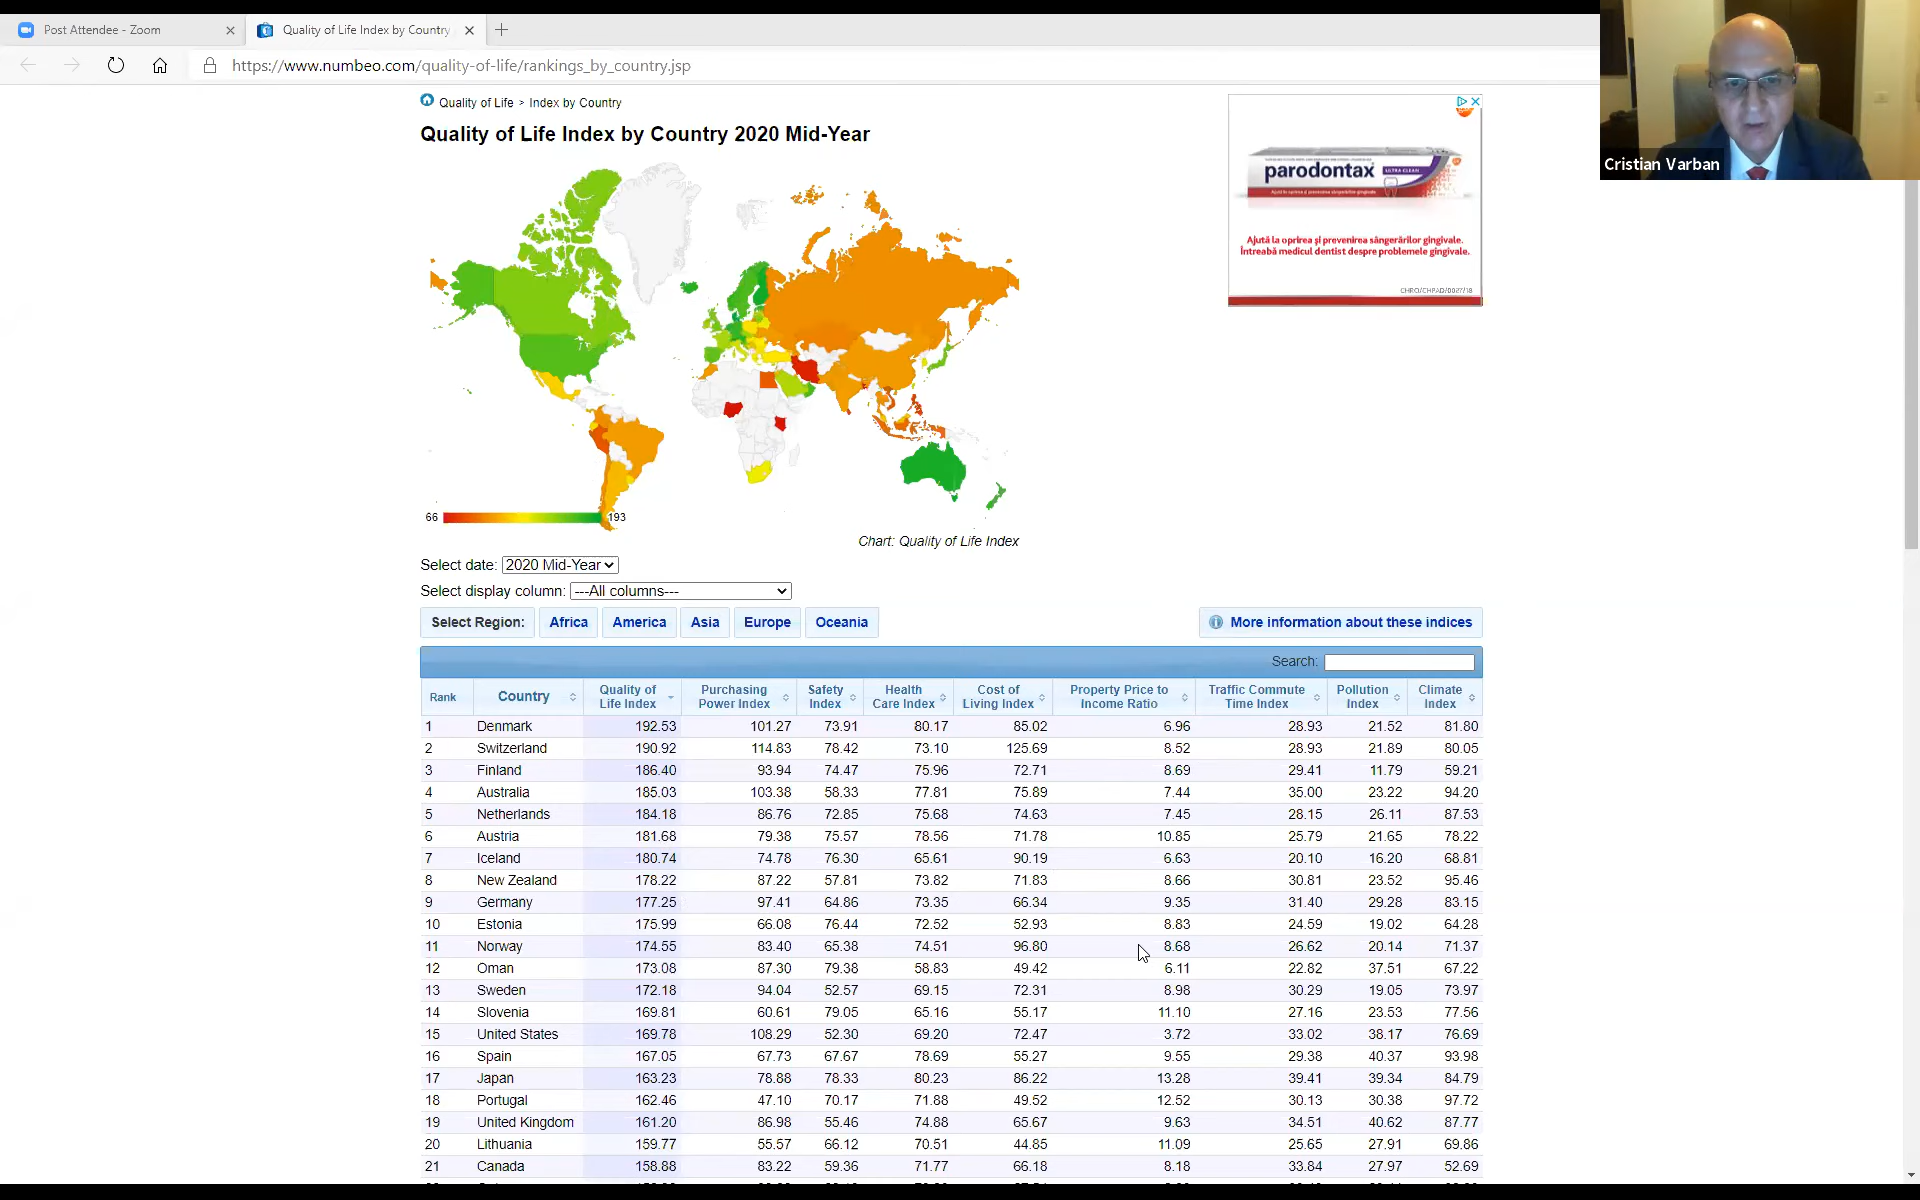 Post Attendee - Zoom
Quality of Life Index by Country
https://www.numbeo.com/quality-of-life/rankings_by_country.jsp
Cristian Varban
Quality of Life > Index by Country
Quality of Life Index by Country 2020 Mid-Year
parodontax ULTRA CLEAN
Ajută la oprirea și prevenirea sângerărilor gingivale.
Ajută la oprirea și prevenirea sângerărilor gingivale.
Întreabă medicul dentist despre problemele gingivale.
CHRO/CHPAD/0027/18
66 193
Chart: Quality of Life Index
Select date: 2020 Mid-Year
Select display column: ---All columns---
Select Region: Africa America Asia Europe Oceania More information about these indices
Search:
Rank Country Quality of Life Index Purchasing Power Index Safety Index Health Care Index Cost of Living Index Property Price to Income Ratio Traffic Commute Time Index Pollution Index Climate Index
1 Denmark 192.53 101.27 73.91 80.17 85.02 6.96 28.93 21.52 81.80
2 Switzerland 190.92 114.83 78.42 73.10 125.69 8.52 28.93 21.89 80.05
3 Finland 186.40 93.94 74.47 75.96 72.71 8.69 29.41 11.79 59.21
4 Australia 185.03 103.38 58.33 77.81 75.89 7.44 35.00 23.22 94.20
5 Netherlands 184.18 86.76 72.85 75.68 74.63 7.45 28.15 26.11 87.53
6 Austria 181.68 79.38 75.57 78.56 71.78 10.85 25.79 21.65 78.22
7 Iceland 180.74 74.78 76.30 65.61 90.19 6.63 20.10 16.20 68.81
8 New Zealand 178.22 87.22 57.81 73.82 71.83 8.66 30.81 23.52 95.46
9 Germany 177.25 97.41 64.86 73.35 66.34 9.35 31.40 29.28 83.15
10 Estonia 175.99 66.08 76.44 72.52 52.93 8.83 24.59 19.02 64.28
11 Norway 174.55 83.40 65.38 74.51 96.80 8.68 26.62 20.14 71.37
12 Oman 173.08 87.30 79.38 58.83 49.42 6.11 22.82 37.51 67.22
13 Sweden 172.18 94.04 52.57 69.15 72.31 8.98 30.29 19.05 73.97
14 Slovenia 169.81 60.61 79.05 65.16 55.17 11.10 27.16 23.53 77.56
15 United States 169.78 108.29 52.30 69.20 72.47 3.72 33.02 38.17 76.69
16 Spain 167.05 67.73 67.67 78.69 55.27 9.55 29.38 40.37 93.98
17 Japan 163.23 78.88 78.33 80.23 86.22 13.28 39.41 39.34 84.79
18 Portugal 162.46 47.10 70.17 71.88 49.52 12.52 30.13 30.38 97.72
19 United Kingdom 161.20 86.98 55.46 74.88 65.67 9.63 34.51 40.62 87.77
20 Lithuania 159.77 55.57 66.12 70.51 44.85 11.09 25.65 27.91 69.86
21 Canada 158.88 83.22 59.36 71.77 66.18 8.18 33.84 27.97 52.69